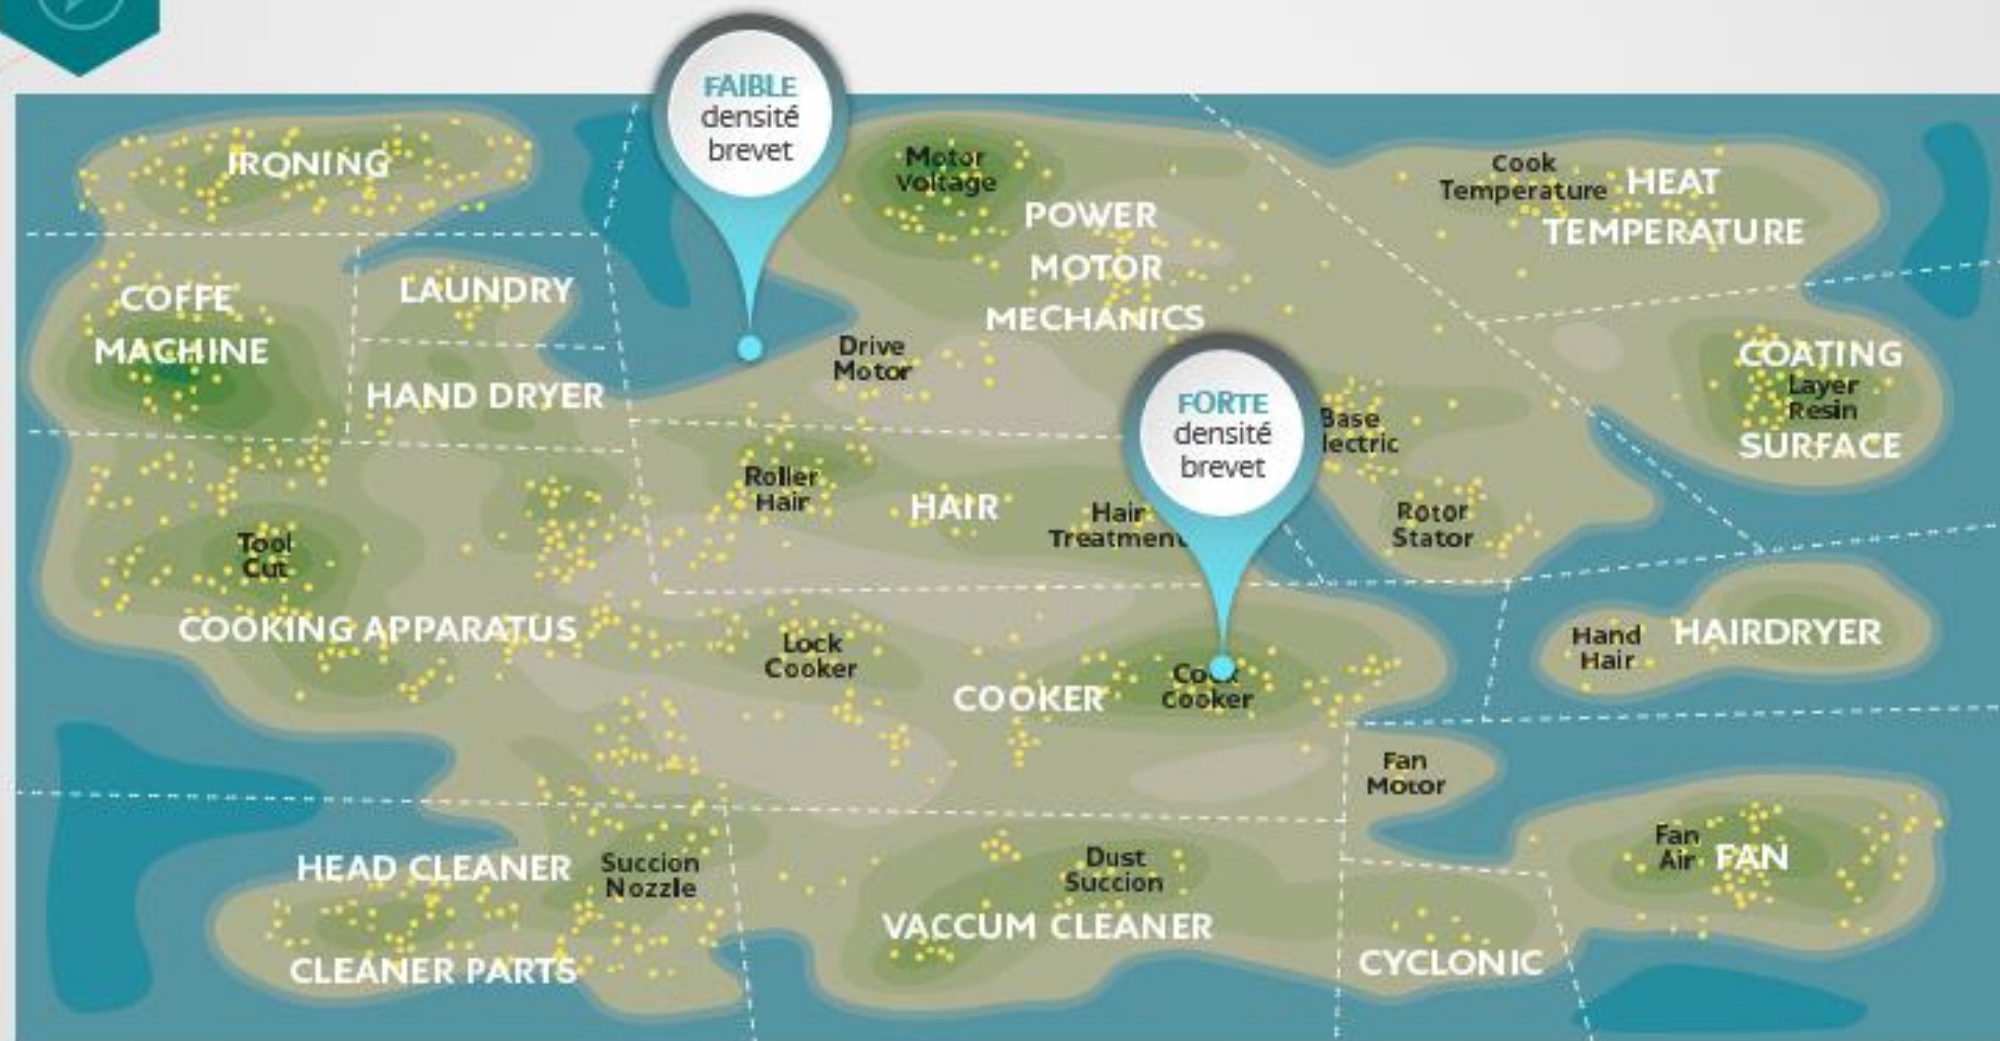 FAIBLE
densité
brevet
IRONING
Motor
Voltage
POWER
MOTOR
MECHANICS
Cook
Temperature
HEAT
TEMPERATURE
COFFE
MACHINE
LAUNDRY
HAND DRYER
Drive
Motor
COATING
Layer
Resin
SURFACE
FORTE
densité
brevet
Base
lectric
Roller
Hair
HAIR
Hair
Treatment
Rotor
Stator
Tool
Cut
COOKING APPARATUS
Lock
Cooker
COOKER
Cook
Cooker
Hand
Hair
HAIRDRYER
Fan
Motor
HEAD CLEANER
Succion
Nozzle
CLEANER PARTS
Dust
Succion
VACCUM CLEANER
CYCLONIC
Fan
Air
FAN